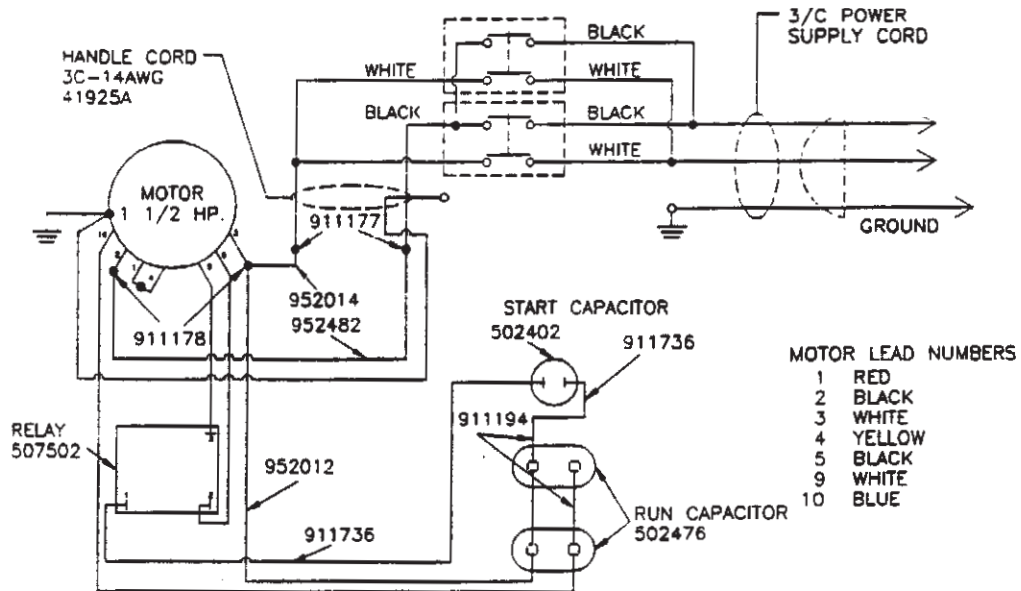 3/C POWER
SUPPLY CORD
BLACK
HANDLE CORD
3C-14AWG
41925A
WHITE
WHITE
BLACK
BLACK
WHITE
MOTOR
1 1/2 HP.
911177
GROUND
952014
952482
911178
START CAPACITOR
502402
911736
MOTOR LEAD NUMBERS
1 RED
2 BLACK
3 WHITE
4 YELLOW
5 BLACK
9 WHITE
10 BLUE
911194
RELAY
507502
952012
RUN CAPACITOR
502476
911736